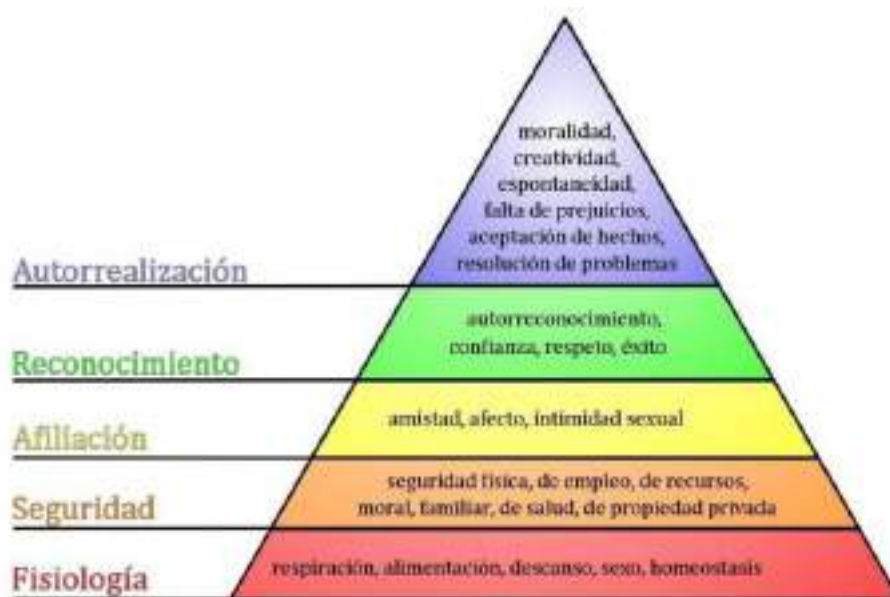 moralidad,
creatividad,
espontaneidad,
falta de prejuicios,
aceptación de hechos,
resolución de problemas
Autorrealización
autorreconocimiento,
confianza, respeto, éxito
Reconocimiento
amistad, afecto, intimidad sexual
Afiliación
seguridad física, de empleo, de recursos,
moral, familiar, de salud, de propiedad privada
Seguridad
respiración, alimentación, descanso, sexo, homeostasis
Fisiología